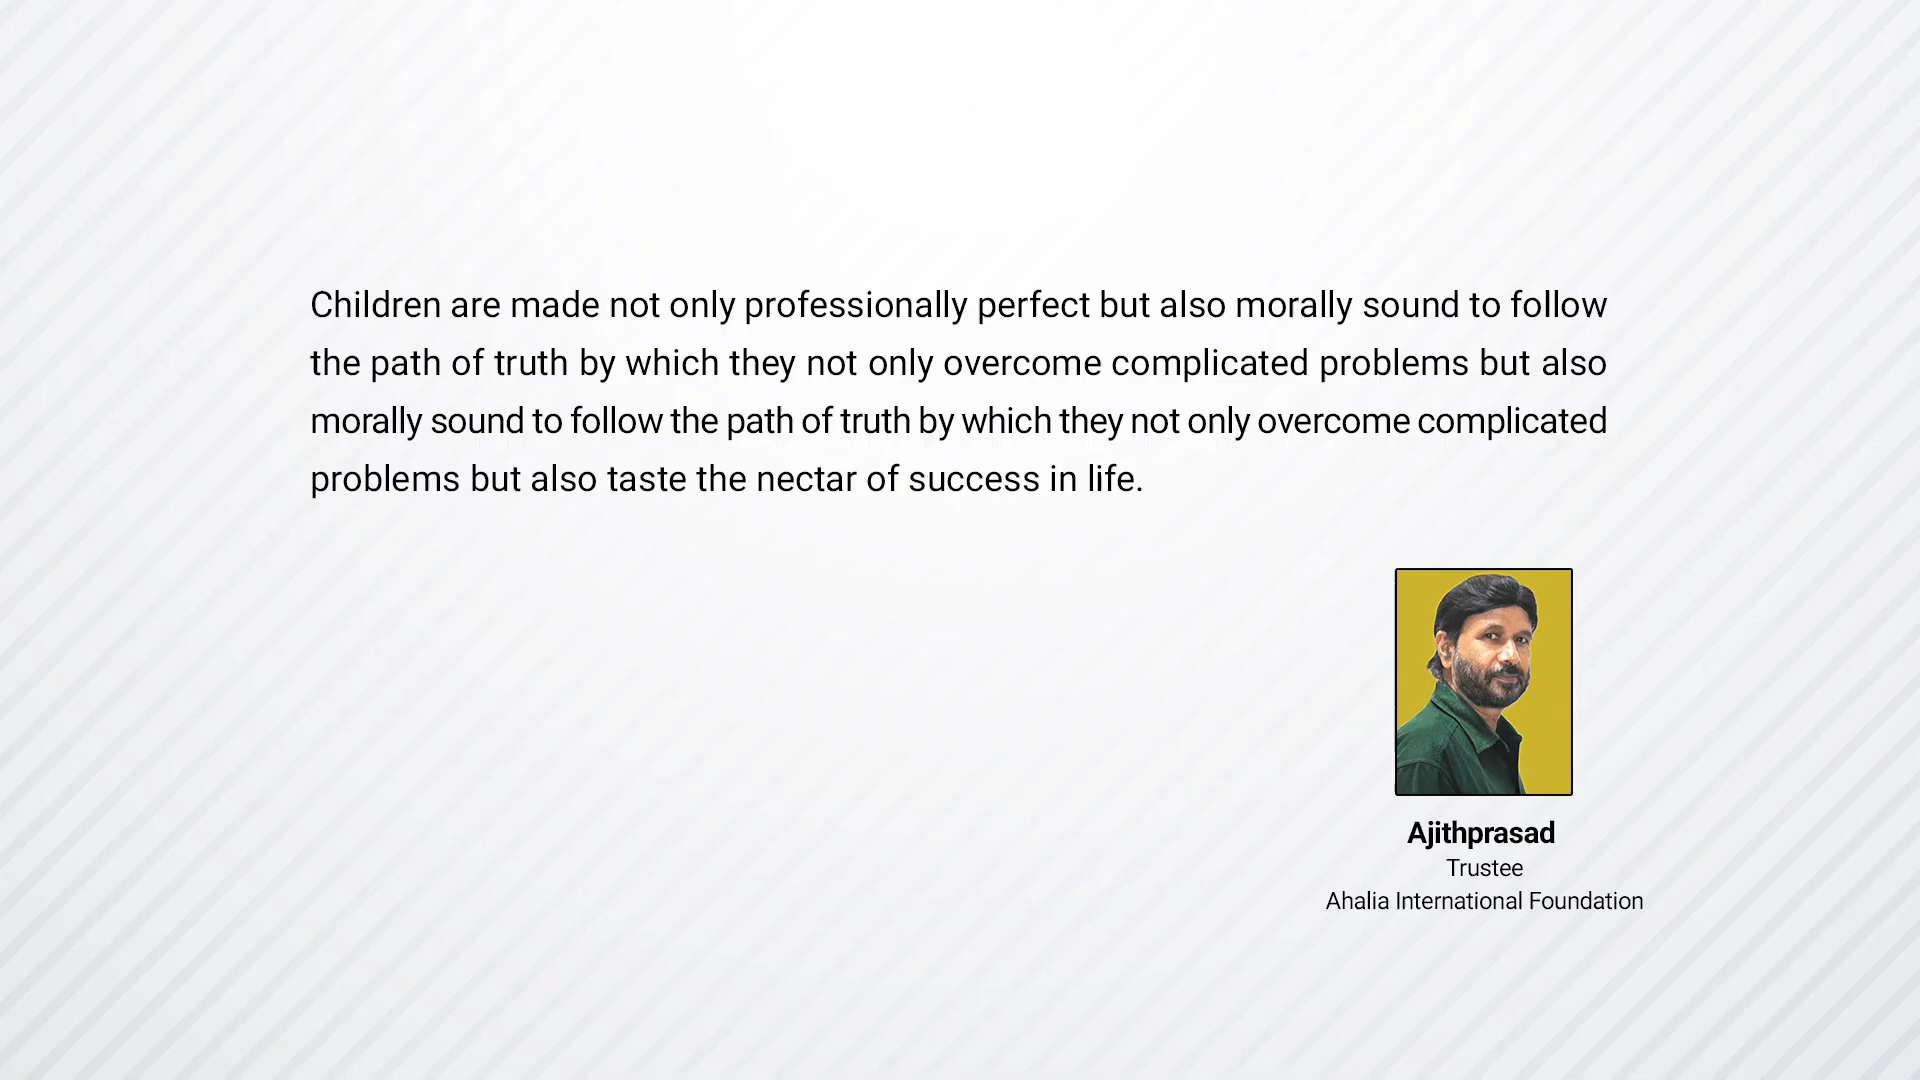 Children are made not only professionally perfect but also morally sound to follow
the path of truth by which they not only overcome complicated problems but also
morally sound to follow the path of truth by which they not only overcome complicated
problems but also taste the nectar of success in life.
Ajithprasad
Trustee
Ahalia International Foundation